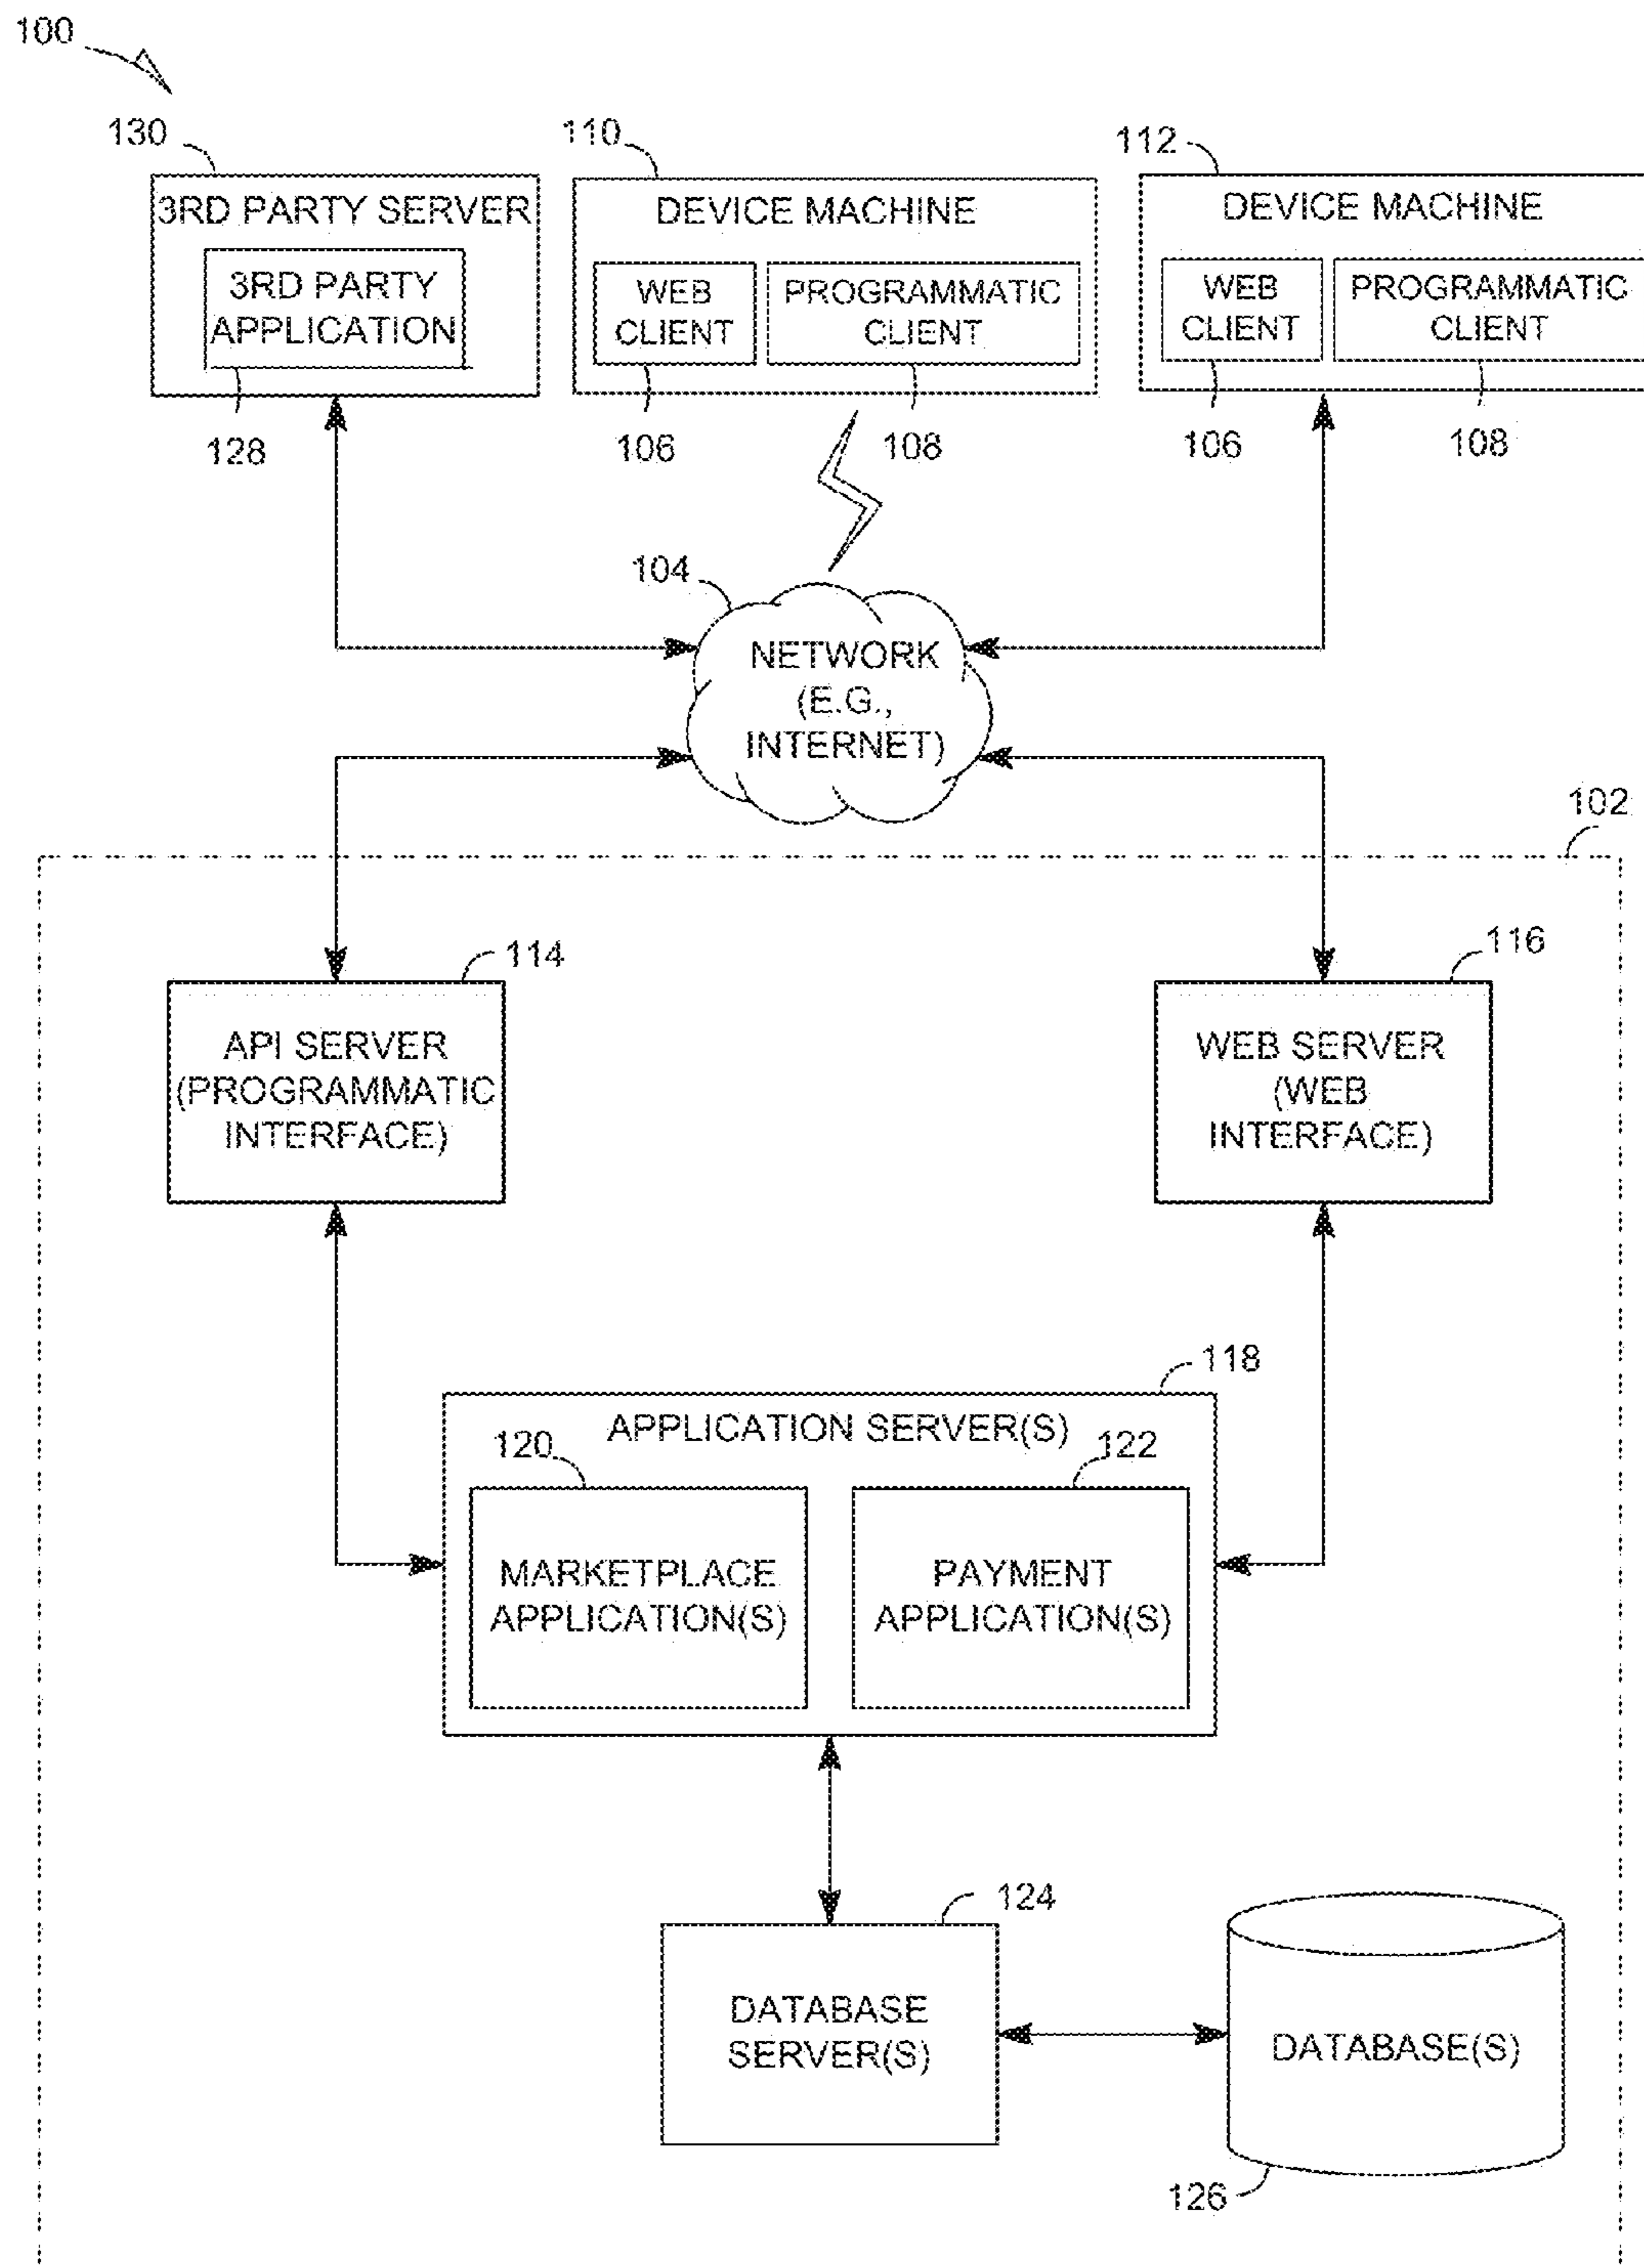 100
130
110
112
3RD PARTY SERVER
3RD PARTY
APPLICATION
128
DEVICE MACHINE
WEB
CLIENT
PROGRAMMATIC
CLIENT
106
108
DEVICE MACHINE
WEB
CLIENT
PROGRAMMATIC
CLIENT
106
108
104
NETWORK
(E.G.,
INTERNET)
102
114
API SERVER
(PROGRAMMATIC
INTERFACE)
116
WEB SERVER
(WEB
INTERFACE)
118
APPLICATION SERVER(S)
120
122
MARKETPLACE
APPLICATION(S)
PAYMENT
APPLICATION(S)
124
DATABASE
SERVER(S)
DATABASE(S)
126